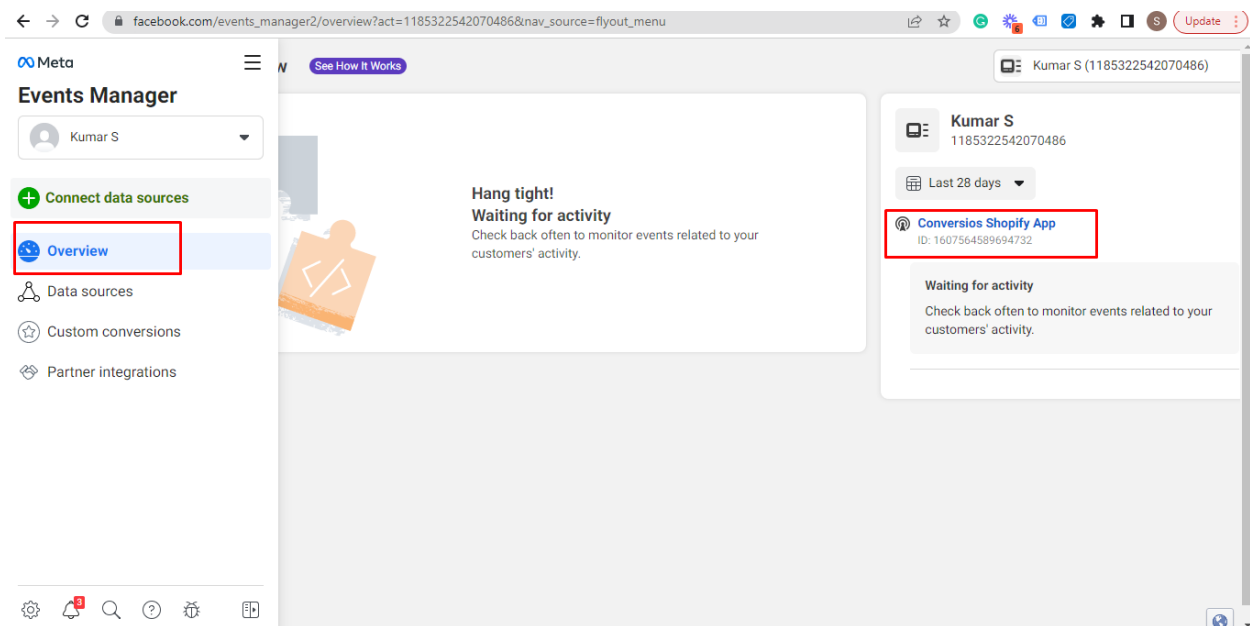 facebook.com/events_manager2/overview?act=1185322542070486&nav_source=flyout_menu
6
S
Update
Meta
Events Manager
Kumar S
Connect data sources
Overview
Data sources
Custom conversions
Partner integrations
3
See How It Works
Kumar S (1185322542070486)
Hang tight!
Waiting for activity
Check back often to monitor events related to your
customers' activity.
Kumar S
1185322542070486
Last 28 days
Conversios Shopify App
ID: 1607564589694732
Waiting for activity
Check back often to monitor events related to your
customers' activity.